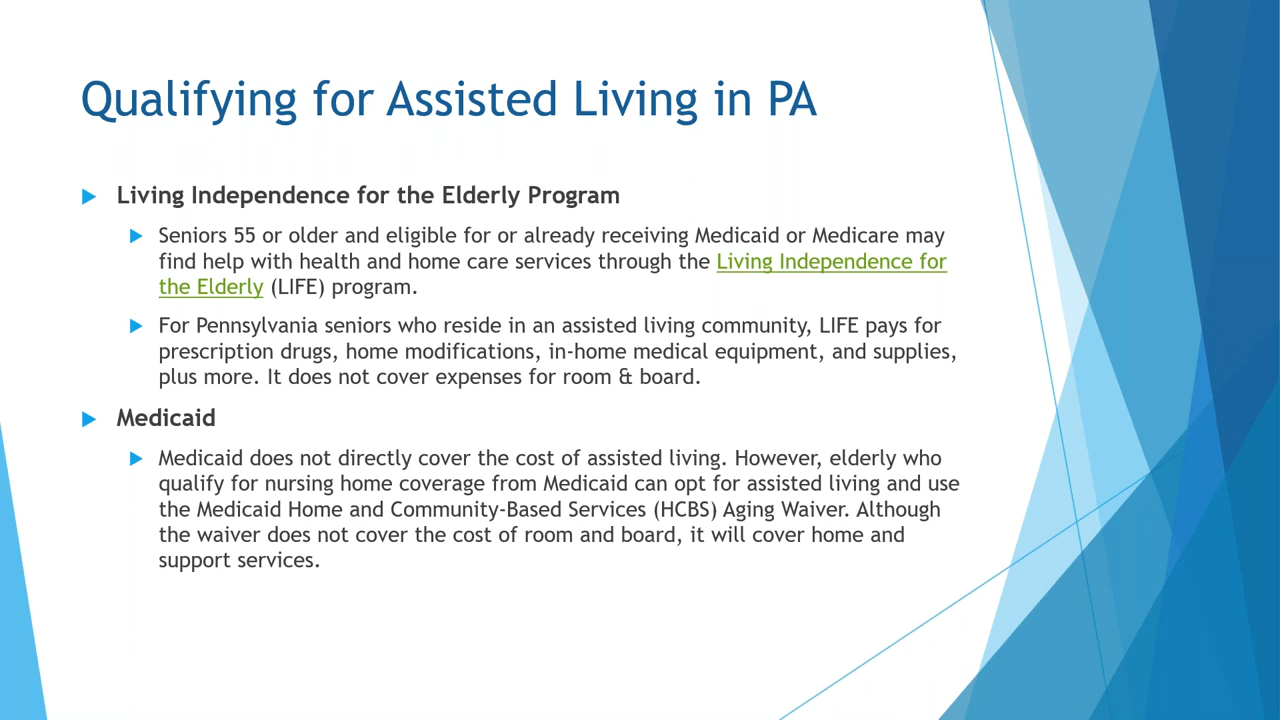 Qualifying for Assisted Living in PA
Living Independence for the Elderly Program
Seniors 55 or older and eligible for or already receiving Medicaid or Medicare may
find help with health and home care services through the Living Independence for
the Elderly (LIFE) program.
For Pennsylvania seniors who reside in an assisted living community, LIFE pays for
prescription drugs, home modifications, in-home medical equipment, and supplies,
plus more. It does not cover expenses for room & board.
Medicaid
Medicaid does not directly cover the cost of assisted living. However, elderly who
qualify for nursing home coverage from Medicaid can opt for assisted living and use
the Medicaid Home and Community-Based Services (HCBS) Aging Waiver. Although
the waiver does not cover the cost of room and board, it will cover home and
support services.